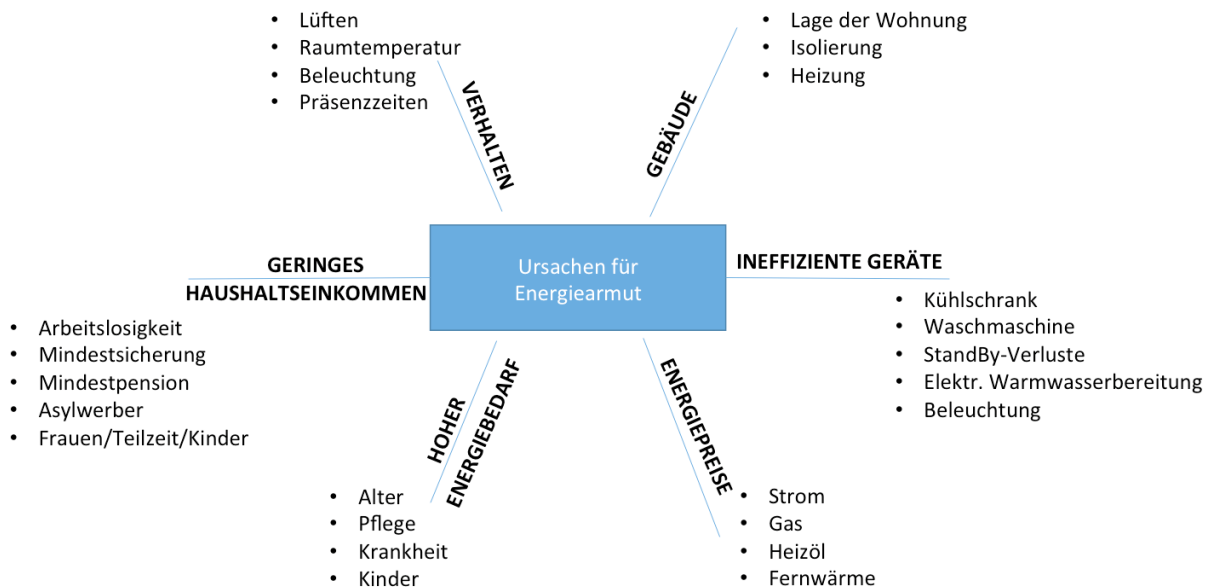 • Lüften
• Raumtemperatur
• Beleuchtung
• Präsenzzeiten
VERHALTEN
• Lage der Wohnung
• Isolierung
• Heizung
GEBÄUDE
Ursachen für
Energiearmut
GERINGES
HAUSHALTSEINKOMMEN
• Arbeitslosigkeit
• Mindestsicherung
• Mindestpension
• Asylwerber
• Frauen/Teilzeit/Kinder
INEFFIZIENTE GERÄTE
• Kühlschrank
• Waschmaschine
• StandBy-Verluste
• Elektr. Warmwasserbereitung
• Beleuchtung
HOHER
ENERGIEBEDARF
• Alter
• Pflege
• Krankheit
• Kinder
ENERGIEPREISE
• Strom
• Gas
• Heizöl
• Fernwärme